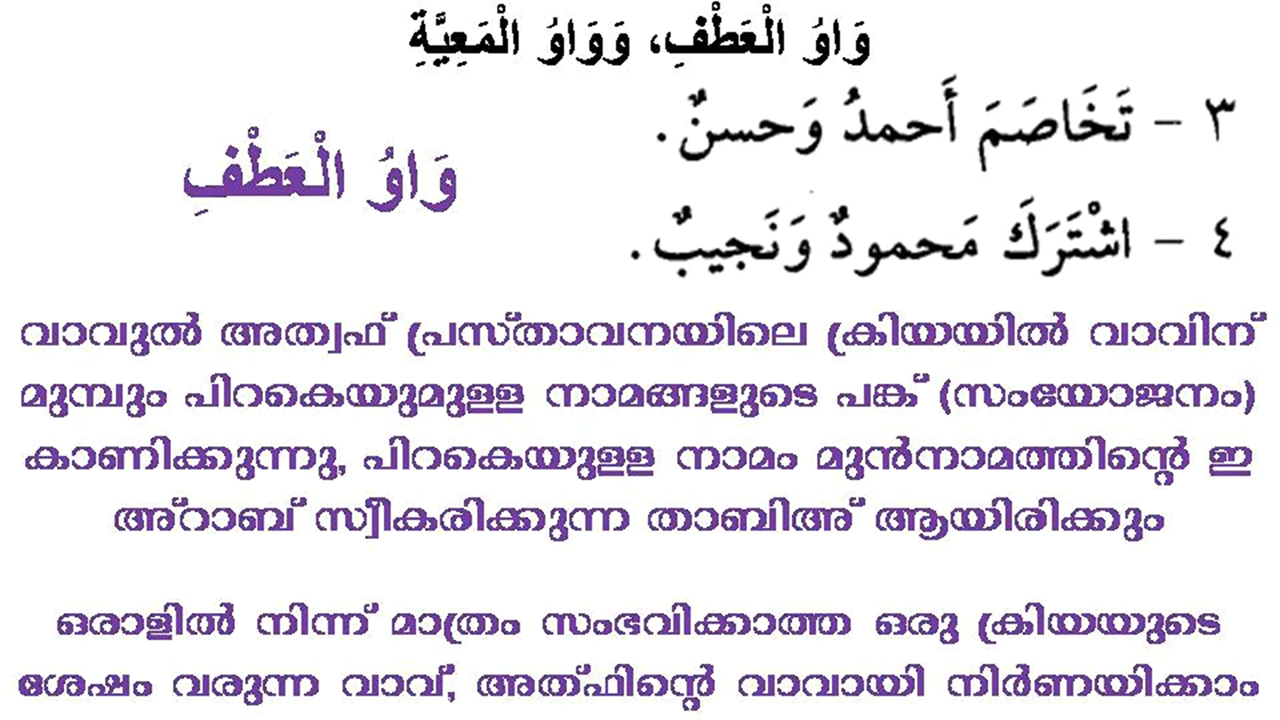 وَاوُ الْعَطْفِ، وَوَاوُ الْمَعِيَّةِ
٣ - تَخَاصَمَ أَحمدُ وَحسنٌ.
وَاوُ الْعَطْفِ
٤ - اشْتَرَكَ مَحمودٌ وَنَجيبٌ.
വാവുൽ അത്വഫ് പ്രസ്താവനയിലെ ക്രിയയിൽ വാവിന്
മുമ്പും പിറകെയുമുള്ള നാമങ്ങളുടെ പങ്ക് (സംയോജനം)
കാണിക്കുന്നു, പിറകെയുള്ള നാമം മുൻനാമത്തിന്റെ ഇ
അ്റാബ് സ്വീകരിക്കുന്ന താബിഅ് ആയിരിക്കും
ഒരാളിൽ നിന്ന് മാത്രം സംഭവിക്കാത്ത ഒരു ക്രിയയുടെ
ശേഷം വരുന്ന വാവ്, അത്ഫിന്റെ വാവായി നിർണയിക്കാം